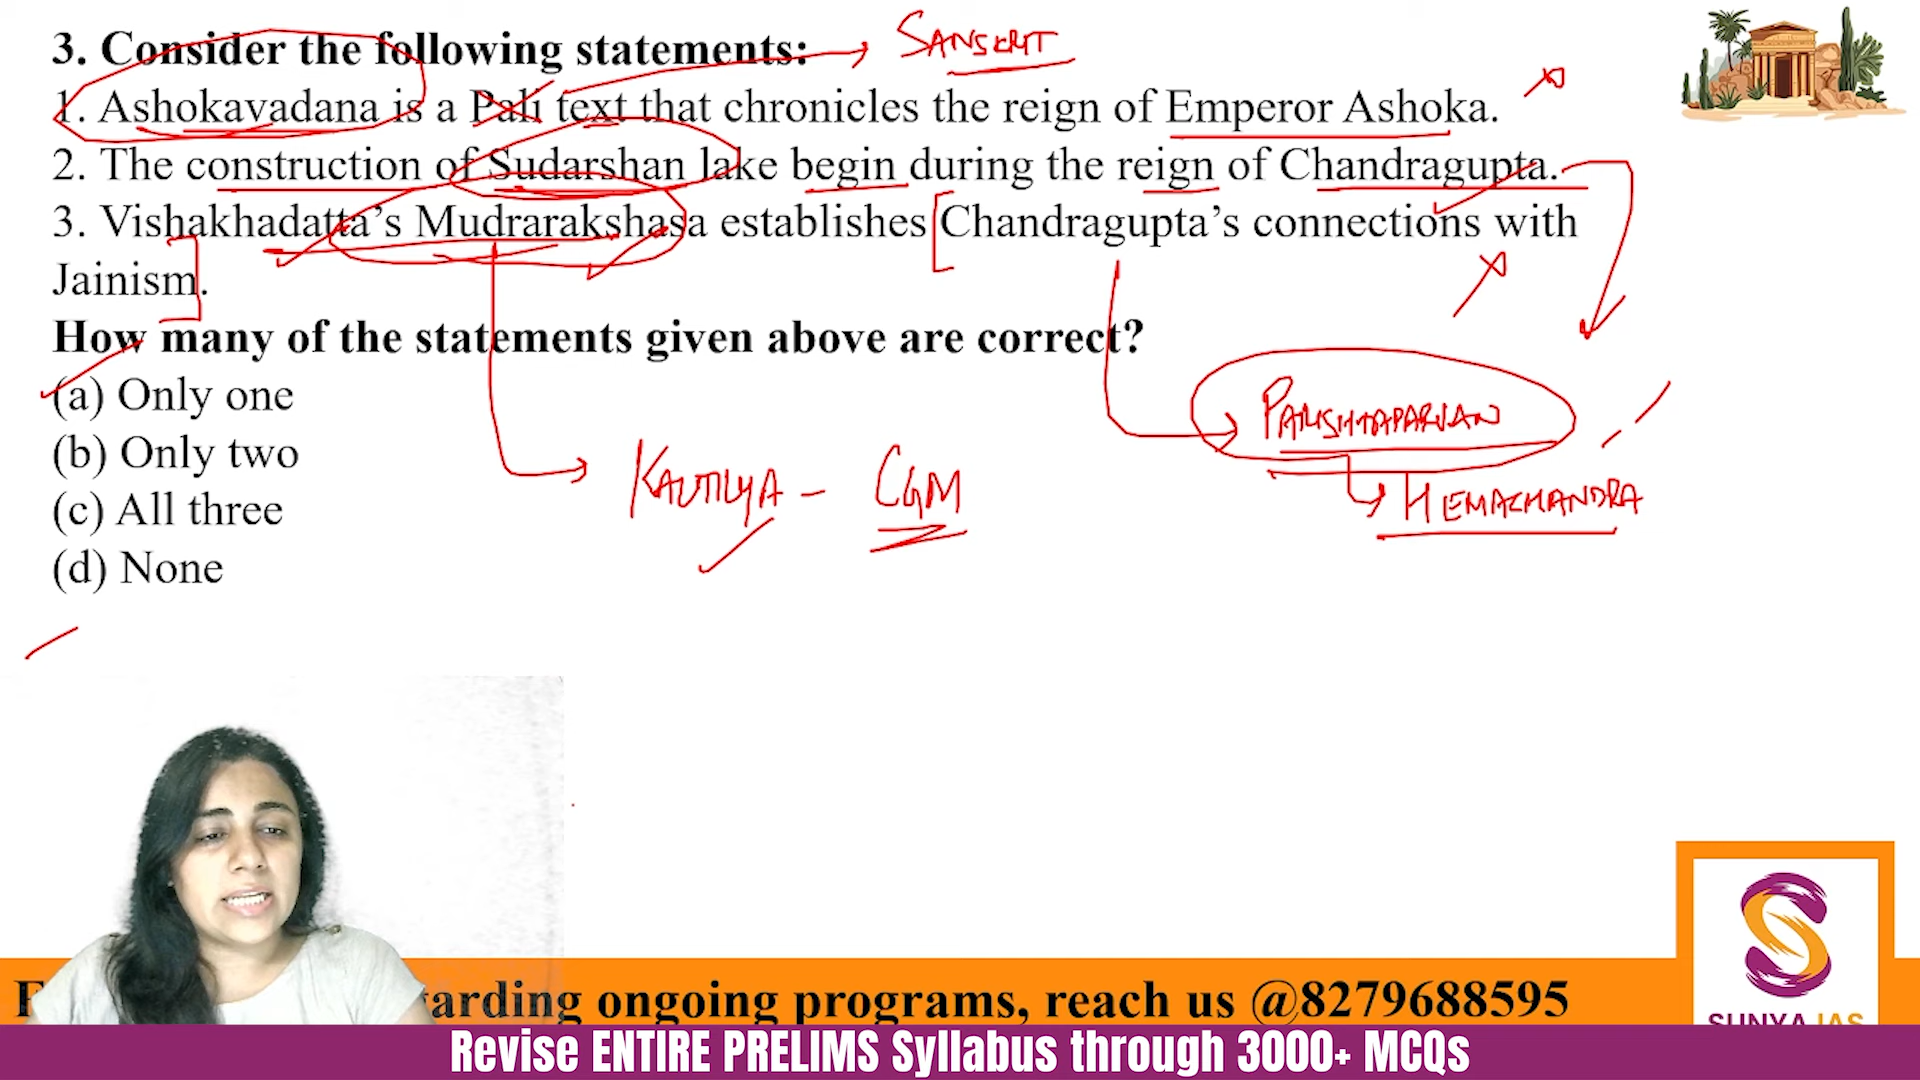 3. Consider the following statements:
SANSKRIT
1. Ashokavadana is a Pali text that chronicles the reign of Emperor Ashoka.
2. The construction of Sudarshan lake begin during the reign of Chandragupta.
3. Vishakhadatta's Mudrarakshasa establishes [Chandragupta's connections with
Jainism].
How many of the statements given above are correct?
(a) Only one
(b) Only two
(c) All three
(d) None
PARISHTAPARVAN
KAUTILYA - CGM
HEMACHANDRA
garding ongoing programs, reach us @8279688595
SUNYA IAS
Revise ENTIRE PRELIMS Syllabus through 3000+ MCQs